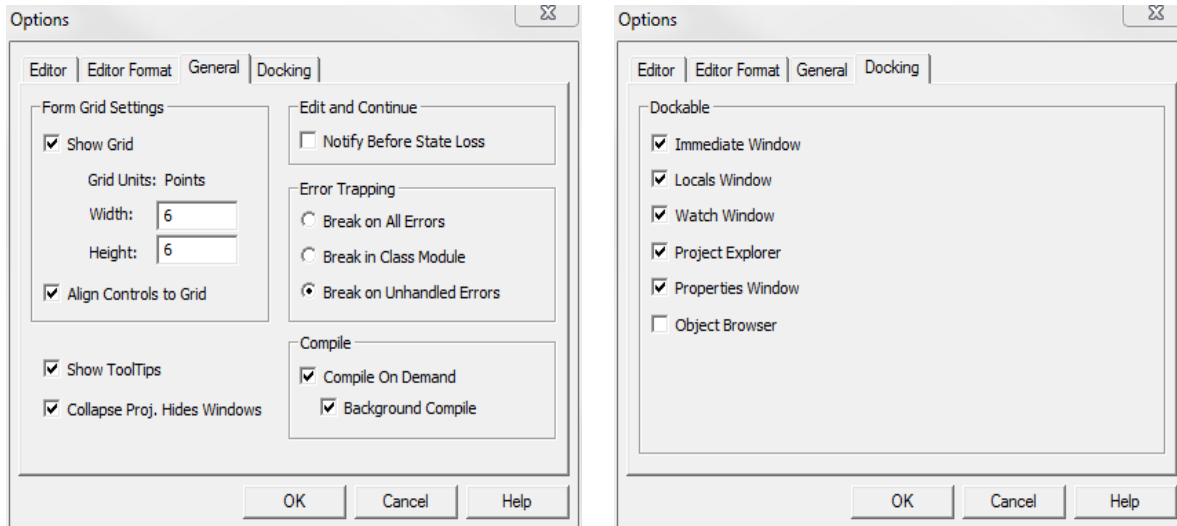 Options
Editor Editor Format General Docking
Form Grid Settings
Show Grid
Grid Units: Points
Width: 6
Height: 6
Align Controls to Grid
Show ToolTips
Collapse Proj. Hides Windows
Edit and Continue
Notify Before State Loss
Error Trapping
Break on All Errors
Break in Class Module
Break on Unhandled Errors
Compile
Compile On Demand
Background Compile
OK Cancel Help
Options
Editor Editor Format General Docking
Dockable
Immediate Window
Locals Window
Watch Window
Project Explorer
Properties Window
Object Browser
OK Cancel Help